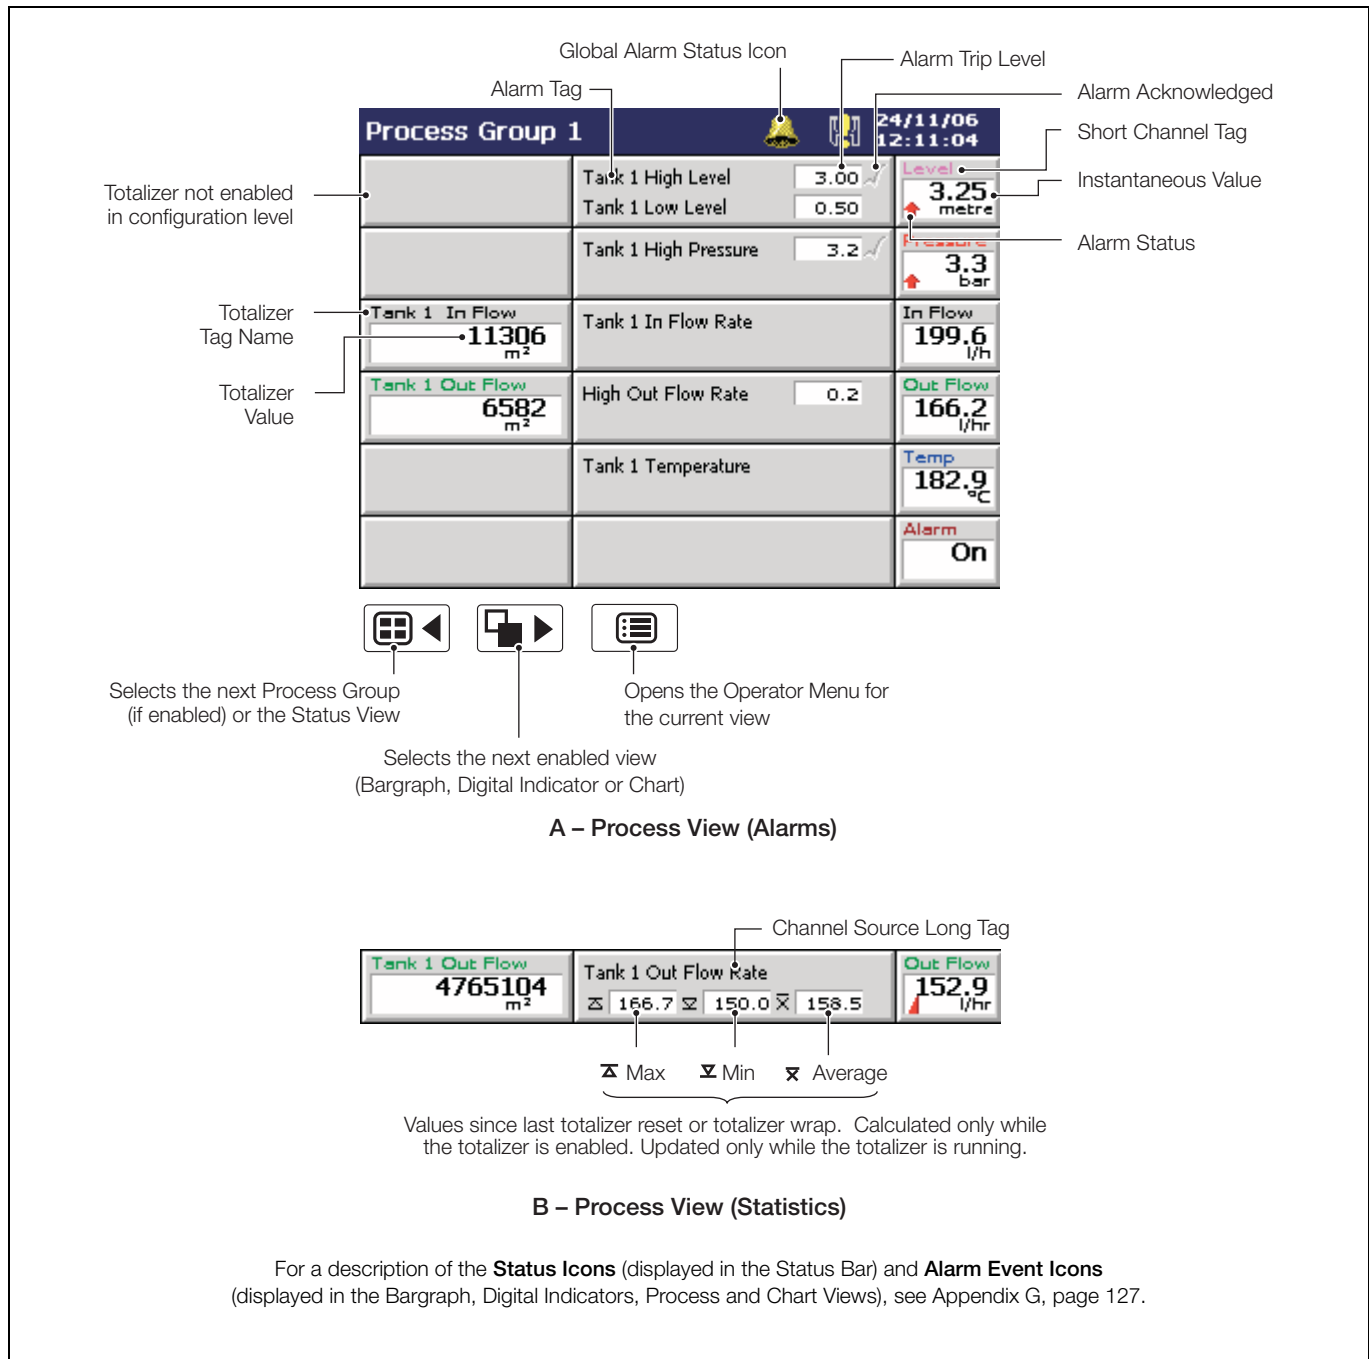 Global Alarm Status Icon
Alarm Trip Level
Alarm Tag
Alarm Acknowledged
Short Channel Tag
Instantaneous Value
Alarm Status
Totalizer not enabled
in configuration level
Totalizer
Tag Name
Totalizer
Value
Process Group 1
24/11/06
12:11:04
Tank 1 High Level 3.00
Tank 1 Low Level 0.50
Level
3.25
metre
Tank 1 High Pressure 3.2
Pressure
3.3
bar
Tank 1 In Flow
11306
m²
Tank 1 In Flow Rate
In Flow
199.6
l/h
Tank 1 Out Flow
6582
m²
High Out Flow Rate 0.2
Out Flow
166.2
l/hr
Tank 1 Temperature
Temp
182.9
°C
Alarm
On
Selects the next Process Group
(if enabled) or the Status View
Opens the Operator Menu for
the current view
Selects the next enabled view
(Bargraph, Digital Indicator or Chart)
A – Process View (Alarms)
Channel Source Long Tag
Tank 1 Out Flow
4765104
m²
Tank 1 Out Flow Rate
166.7 150.0 x̄ 158.5
Out Flow
152.9
l/hr
Max Min x̄ Average
Values since last totalizer reset or totalizer wrap. Calculated only while
the totalizer is enabled. Updated only while the totalizer is running.
B – Process View (Statistics)
For a description of the Status Icons (displayed in the Status Bar) and Alarm Event Icons
(displayed in the Bargraph, Digital Indicators, Process and Chart Views), see Appendix G, page 127.